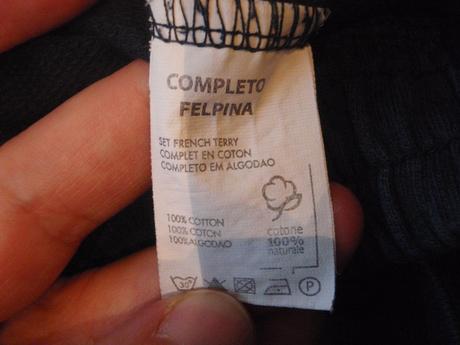 COMPLETO
FELPINA
SET FRENCH TERRY
COMPLET EN COTON
COMPLETO EM ALGODAO
100% COTTON
100% COTON
100% ALGODAO
cotone
100%
naturale
30°
P